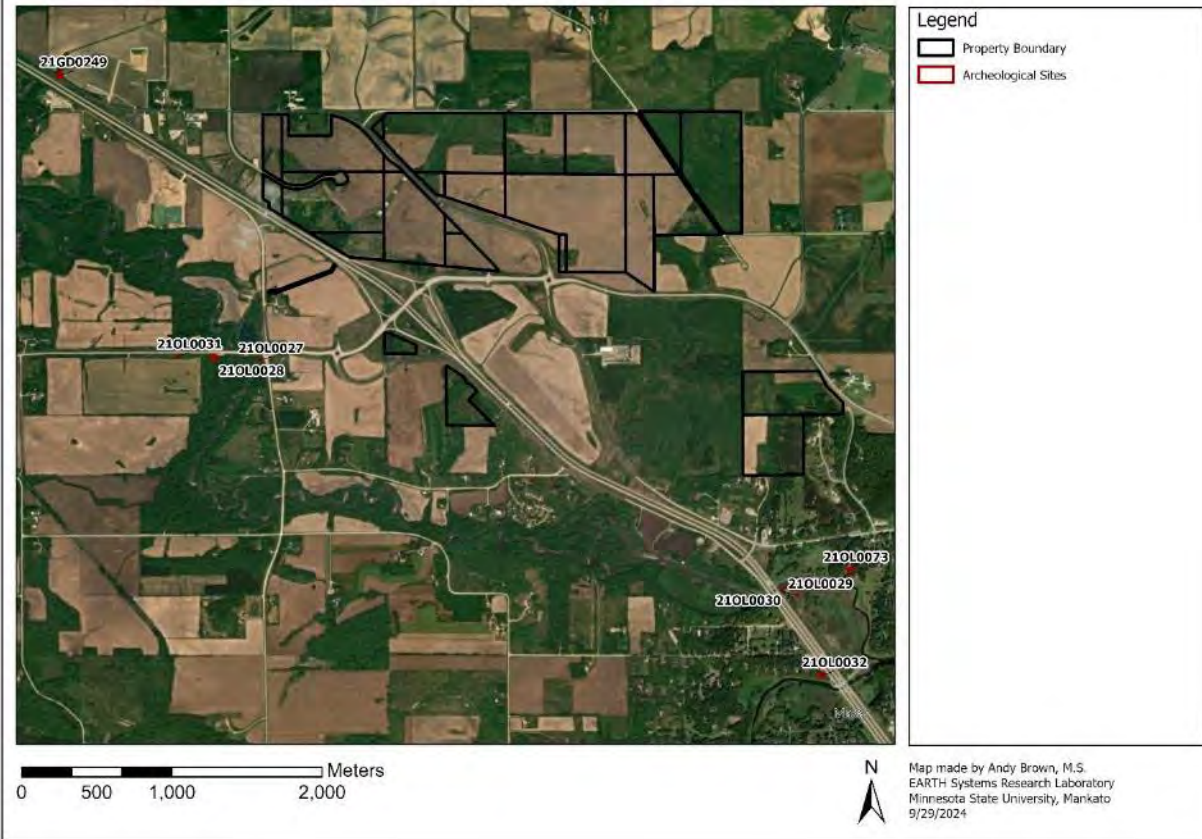 21GD0249
21OL0031
21OL0027
21OL0028
21OL0073
21OL0029
21OL0030
21OL0032
Legend
Property Boundary
Archeological Sites
Meters
0 500 1,000 2,000
N
Map made by Andy Brown, M.S.
EARTH Systems Research Laboratory
Minnesota State University, Mankato
9/29/2024